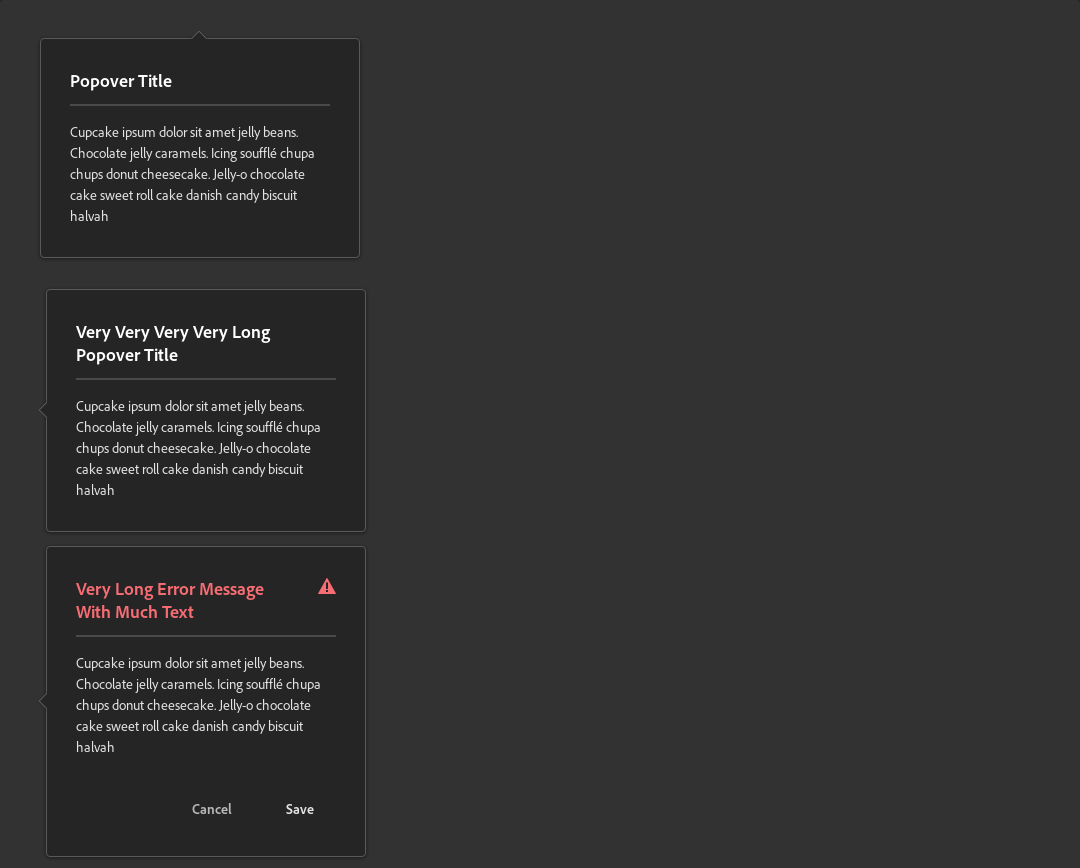 Popover Title
Cupcake ipsum dolor sit amet jelly beans.
Chocolate jelly caramels. Icing soufflé chupa
chups donut cheesecake. Jelly-o chocolate
cake sweet roll cake danish candy biscuit
halvah
Very Very Very Very Long
Popover Title
Cupcake ipsum dolor sit amet jelly beans.
Chocolate jelly caramels. Icing soufflé chupa
chups donut cheesecake. Jelly-o chocolate
cake sweet roll cake danish candy biscuit
halvah
Very Long Error Message
With Much Text
Cupcake ipsum dolor sit amet jelly beans.
Chocolate jelly caramels. Icing soufflé chupa
chups donut cheesecake. Jelly-o chocolate
cake sweet roll cake danish candy biscuit
halvah
Cancel Save